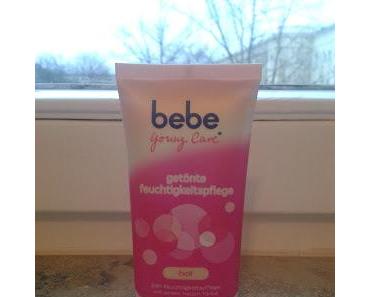 bebe
Young Care
getönte
feuchtigkeitspflege
hell